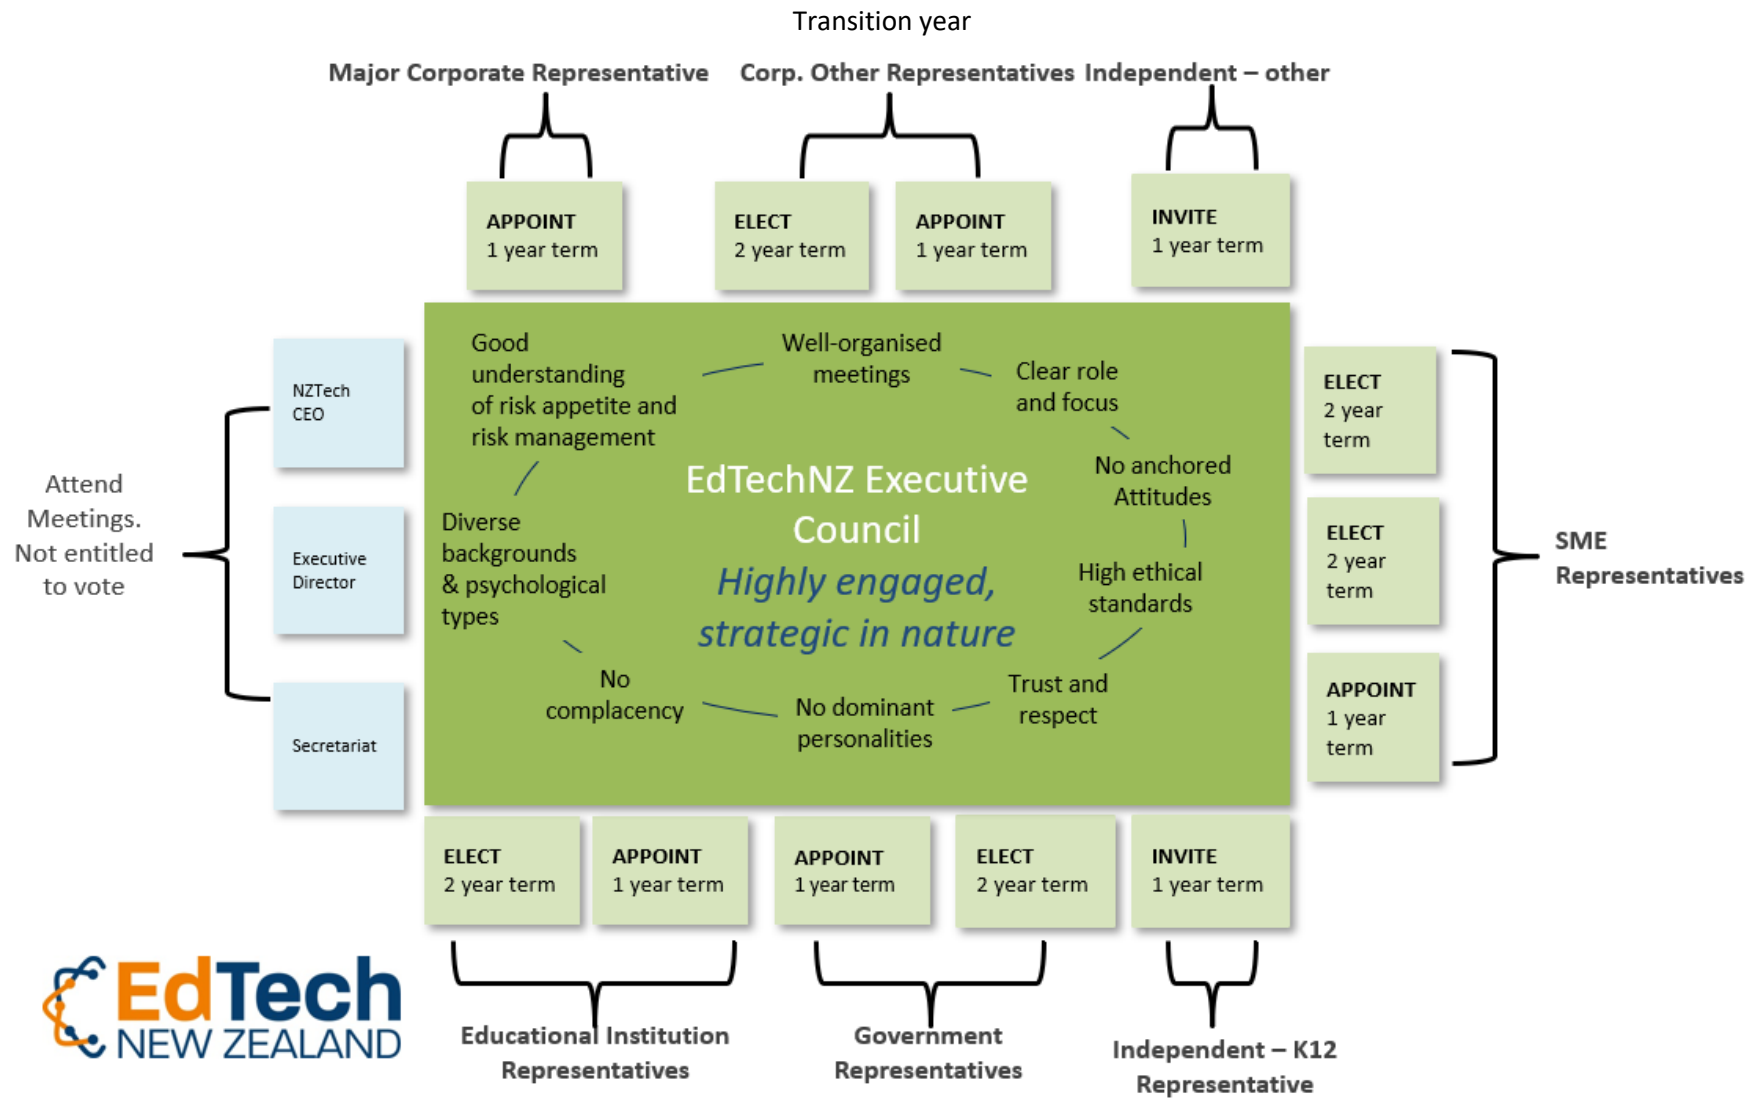 Transition year
Major Corporate Representative
Corp. Other Representatives
Independent – other
APPOINT
1 year term
ELECT
2 year term
APPOINT
1 year term
INVITE
1 year term
Attend
Meetings.
Not entitled
to vote
NZTech
CEO
Executive
Director
Secretariat
Good
understanding
of risk appetite and
risk management
Well-organised
meetings
Clear role
and focus
No anchored
Attitudes
High ethical
standards
Trust and
respect
No dominant
personalities
No
complacency
Diverse
backgrounds
& psychological
types
EdTechNZ Executive
Council
Highly engaged,
strategic in nature
ELECT
2 year
term
ELECT
2 year
term
APPOINT
1 year
term
SME
Representatives
ELECT
2 year term
APPOINT
1 year term
APPOINT
1 year term
ELECT
2 year term
INVITE
1 year term
Educational Institution
Representatives
Government
Representatives
Independent – K12
Representative
EdTech
NEW ZEALAND